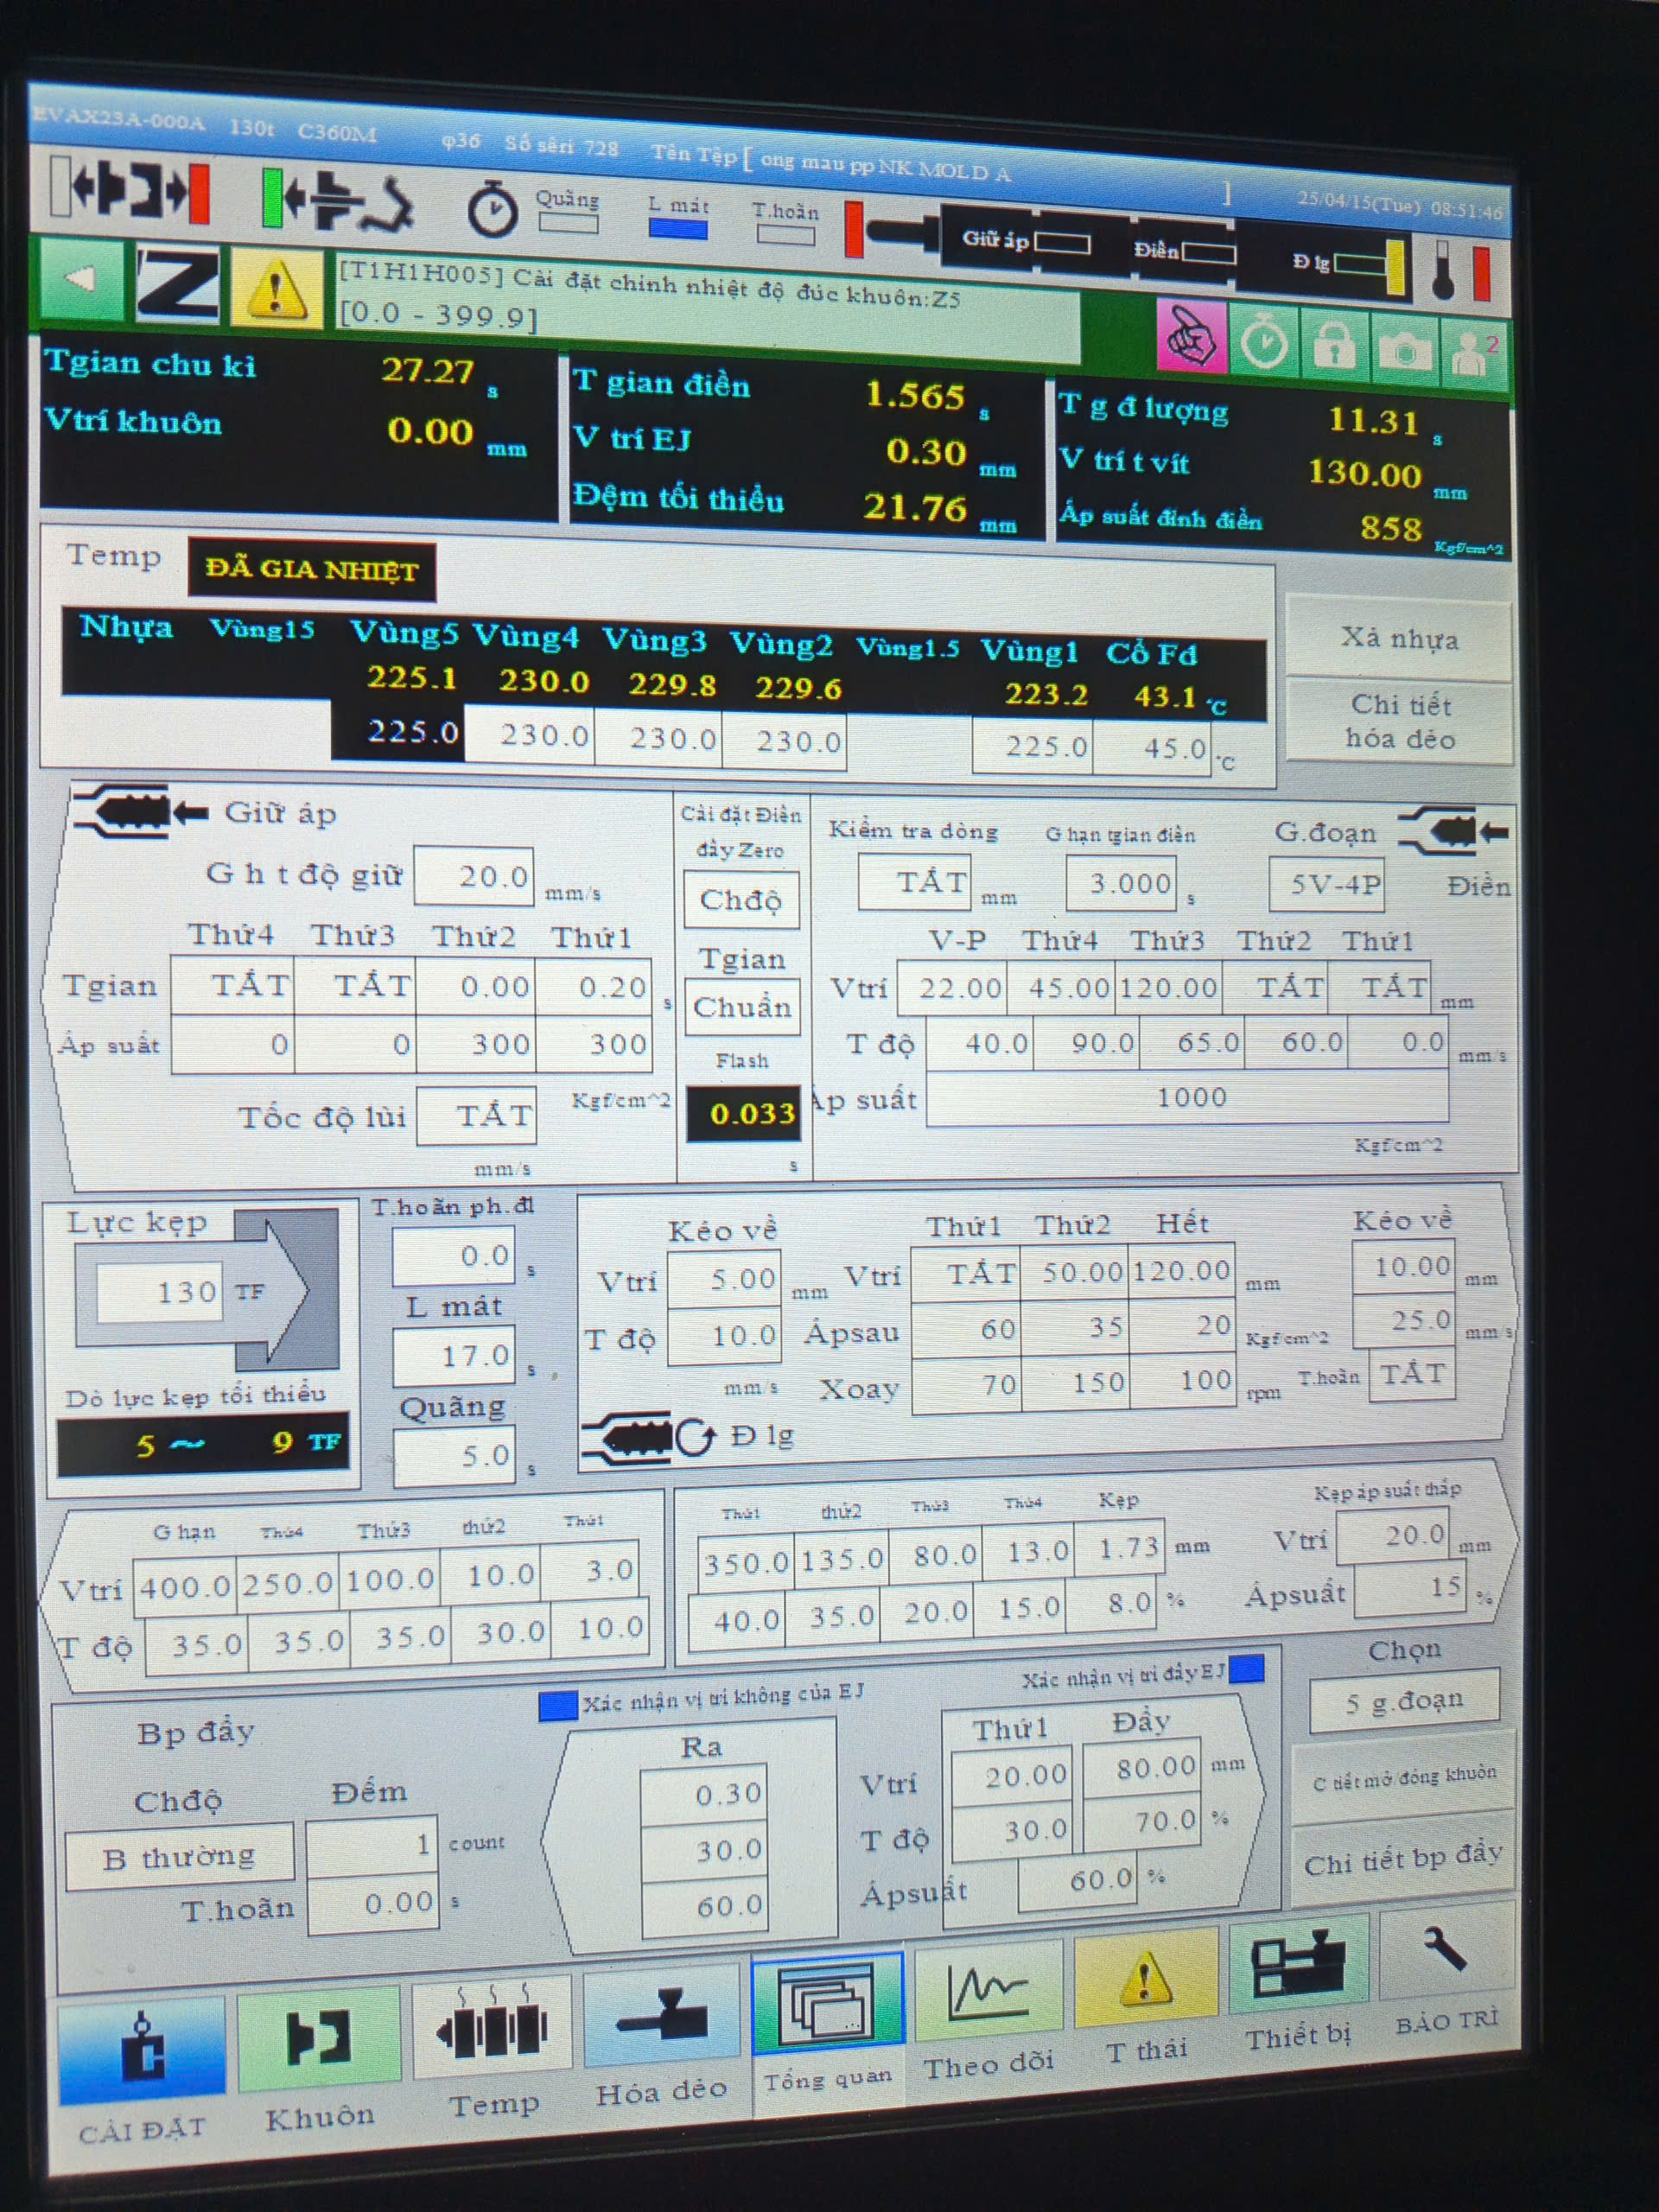 EVAX23A-000A 130t C360M φ36 Số sêri 728 Tên Tệp [ ong mau pp NK MOLD A ] 25/04/15(Tue) 08:51:46
Quãng L mát T.hoãn Giữ áp Điền Đ lg
[T1H1H005] Cài đặt chỉnh nhiệt độ đúc khuôn:Z5
[0.0 - 399.9]
2
Tgian chu kì 27.27 s T gian điền 1.565 s T g đ lượng 11.31 s
Vtrí khuôn 0.00 mm V trí EJ 0.30 mm V trí t vít 130.00 mm
Đệm tối thiểu 21.76 mm Áp suất đỉnh điền 858 Kgf/cm^2
Temp ĐÃ GIA NHIỆT
Nhựa Vùng15 Vùng5 Vùng4 Vùng3 Vùng2 Vùng1.5 Vùng1 Cổ Fd
225.1 230.0 229.8 229.6 223.2 43.1 °C
225.0 230.0 230.0 230.0 225.0 45.0 °C
Xả nhựa
Chi tiết
hóa dẻo
Giữ áp
G h t độ giữ 20.0 mm/s
Thứ4 Thứ3 Thứ2 Thứ1
Tgian TẮT TẮT 0.00 0.20 s
Áp suất 0 0 300 300
Kgf/cm^2
Tốc độ lùi TẮT
mm/s
Cài đặt Điền
đầy Zero
Chđộ
Tgian
Chuẩn
Flash
0.033
s
Kiểm tra dòng G hạn tgian điền G.đoạn
TẮT mm 3.000 s 5V-4P Điền
V-P Thứ4 Thứ3 Thứ2 Thứ1
Vtrí 22.00 45.00 120.00 TẮT TẮT mm
T độ 40.0 90.0 65.0 60.0 0.0 mm/s
Áp suất 1000
Kgf/cm^2
Lực kẹp
130 TF
Dò lực kẹp tối thiểu
5 ~ 9 TF
T.hoãn ph.đl
0.0 s
L mát
17.0 s
Quãng
5.0 s
Kéo về
Vtrí 5.00 mm
T độ 10.0
mm/s
Đ lg
Thứ1 Thứ2 Hết
Vtrí TẮT 50.00 120.00 mm
Ápsau 60 35 20 Kgf/cm^2
Xoay 70 150 100 rpm
Kéo về
10.00 mm
25.0 mm/s
T.hoãn TẮT
G hạn Thứ4 Thứ3 thứ2 Thứ1
Vtrí 400.0 250.0 100.0 10.0 3.0
T độ 35.0 35.0 35.0 30.0 10.0
Thứ1 thứ2 Thứ3 Thứ4 Kẹp
350.0 135.0 80.0 13.0 1.73 mm
40.0 35.0 20.0 15.0 8.0 %
Kẹp áp suất thấp
Vtrí 20.0 mm
Ápsuất 15 %
Bp đẩy
Chđộ Đếm
B thường 1 count
T.hoãn 0.00 s
Xác nhận vị trí không của EJ
Ra
0.30
30.0
60.0
Xác nhận vị trí đẩy EJ
Thứ1 Đẩy
Vtrí 20.00 80.00 mm
T độ 30.0 70.0 %
Ápsuất 60.0 %
Chọn
5 g.đoạn
C tiết mở/đóng khuôn
Chi tiết bp đẩy
CÀI ĐẶT Khuôn Temp Hóa dẻo Tổng quan Theo dõi T thái Thiết bị BẢO TRÌ